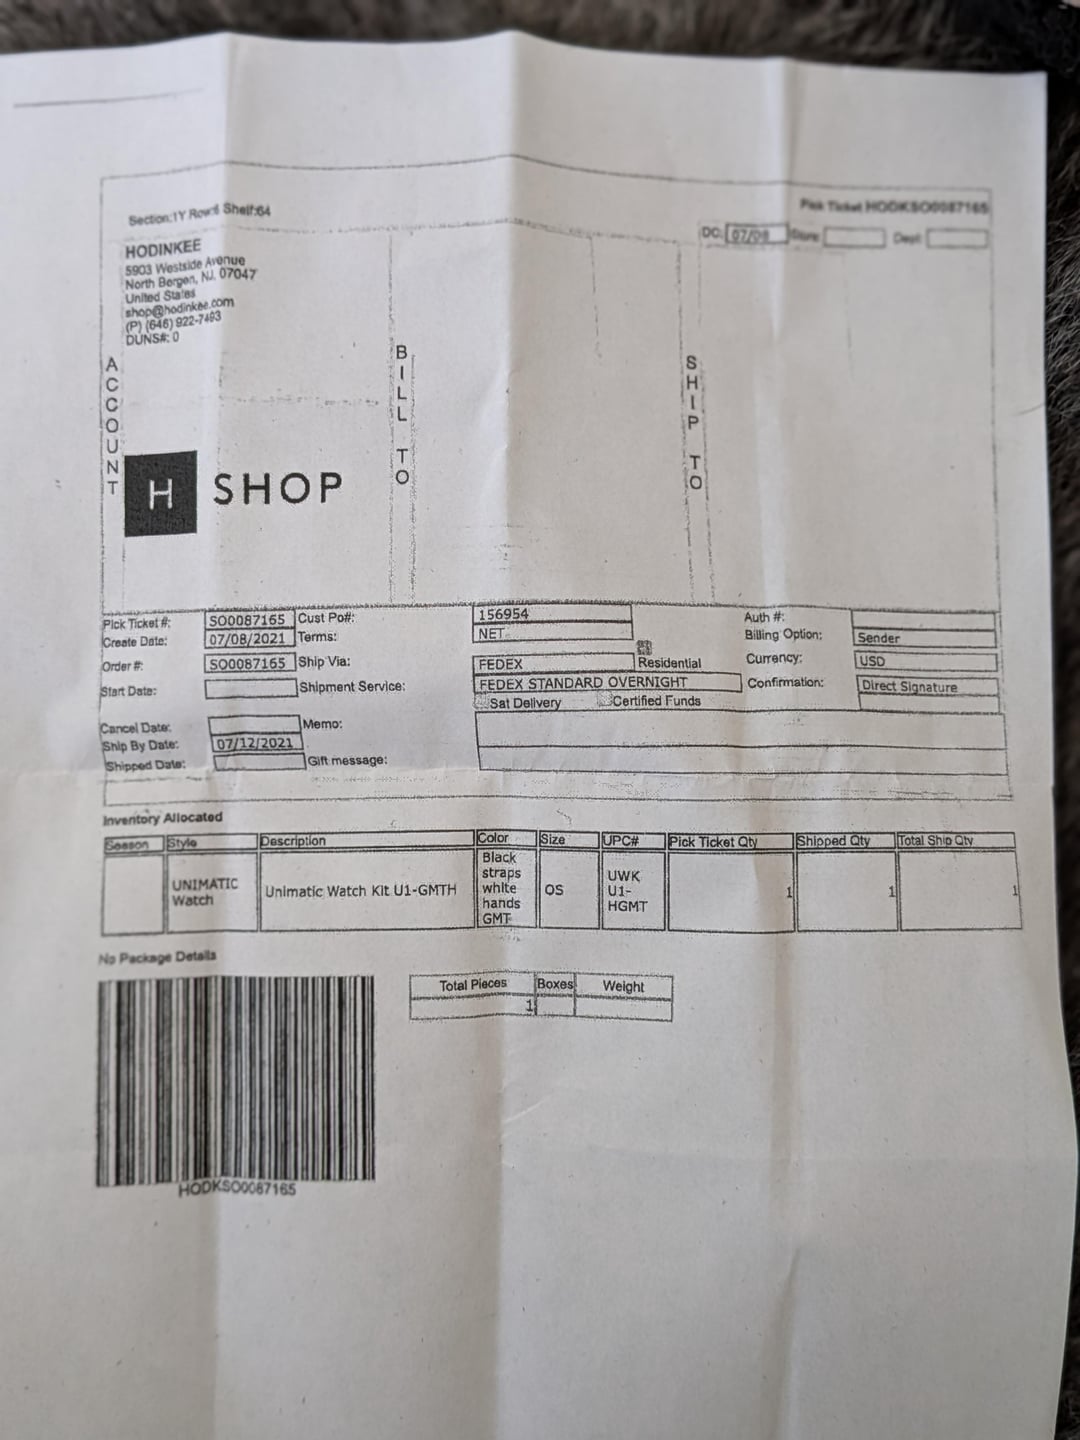 Section:1Y Row:6 Shelf:64
Pick Ticket HODKSO0087165
DC: 07/09 Store: Dept:
HODINKEE
5903 Westside Avenue
North Bergen, NJ, 07047
United States
shop@hodinkee.com
(P) (646) 922-7493
DUNS#: 0
ACCOUNT
H SHOP
BILL TO
SHIP TO
Pick Ticket #: SO0087165 Cust Po#: 156954 Auth #:
Create Date: 07/08/2021 Terms: NET Billing Option: Sender
Order #: SO0087165 Ship Via: FEDEX Residential Currency: USD
Start Date: Shipment Service: FEDEX STANDARD OVERNIGHT Confirmation: Direct Signature
Sat Delivery Certified Funds
Cancel Date: Memo:
Ship By Date: 07/12/2021
Shipped Date: Gift message:
Inventory Allocated
Season Style Description Color Size UPC# Pick Ticket Qty Shipped Qty Total Ship Qty
UNIMATIC Watch Unimatic Watch Kit U1-GMTH Black straps white hands GMT OS UWK U1-HGMT 1 1 1
No Package Details
Total Pieces Boxes Weight
1
HODKSO0087165